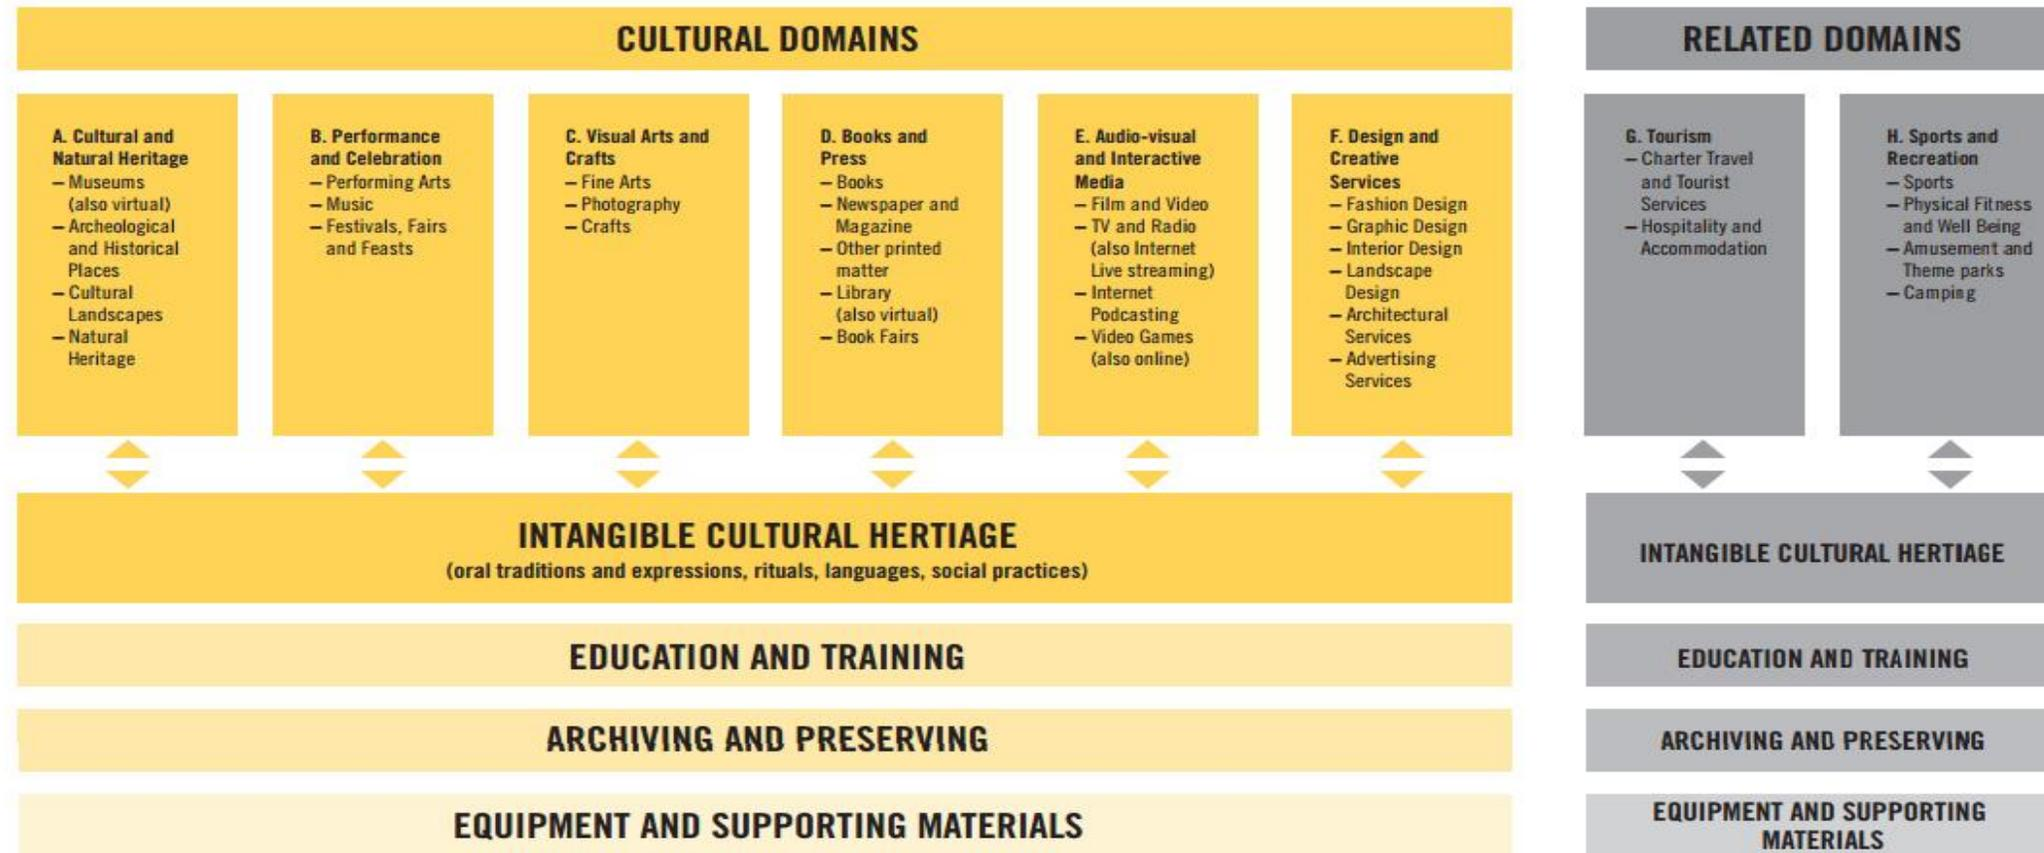 CULTURAL DOMAINS
RELATED DOMAINS
A. Cultural and
Natural Heritage
– Museums
(also virtual)
– Archeological
and Historical
Places
– Cultural
Landscapes
– Natural
Heritage
B. Performance
and Celebration
– Performing Arts
– Music
– Festivals, Fairs
and Feasts
C. Visual Arts and
Crafts
– Fine Arts
– Photography
– Crafts
D. Books and
Press
– Books
– Newspaper and
Magazine
– Other printed
matter
– Library
(also virtual)
– Book Fairs
E. Audio-visual
and Interactive
Media
– Film and Video
– TV and Radio
(also Internet
Live streaming)
– Internet
Podcasting
– Video Games
(also online)
F. Design and
Creative
Services
– Fashion Design
– Graphic Design
– Interior Design
– Landscape
Design
– Architectural
Services
– Advertising
Services
G. Tourism
– Charter Travel
and Tourist
Services
– Hospitality and
Accommodation
H. Sports and
Recreation
– Sports
– Physical Fitness
and Well Being
– Amusement and
Theme parks
– Camping
INTANGIBLE CULTURAL HERTIAGE
(oral traditions and expressions, rituals, languages, social practices)
INTANGIBLE CULTURAL HERTIAGE
EDUCATION AND TRAINING
EDUCATION AND TRAINING
ARCHIVING AND PRESERVING
ARCHIVING AND PRESERVING
EQUIPMENT AND SUPPORTING MATERIALS
EQUIPMENT AND SUPPORTING
MATERIALS